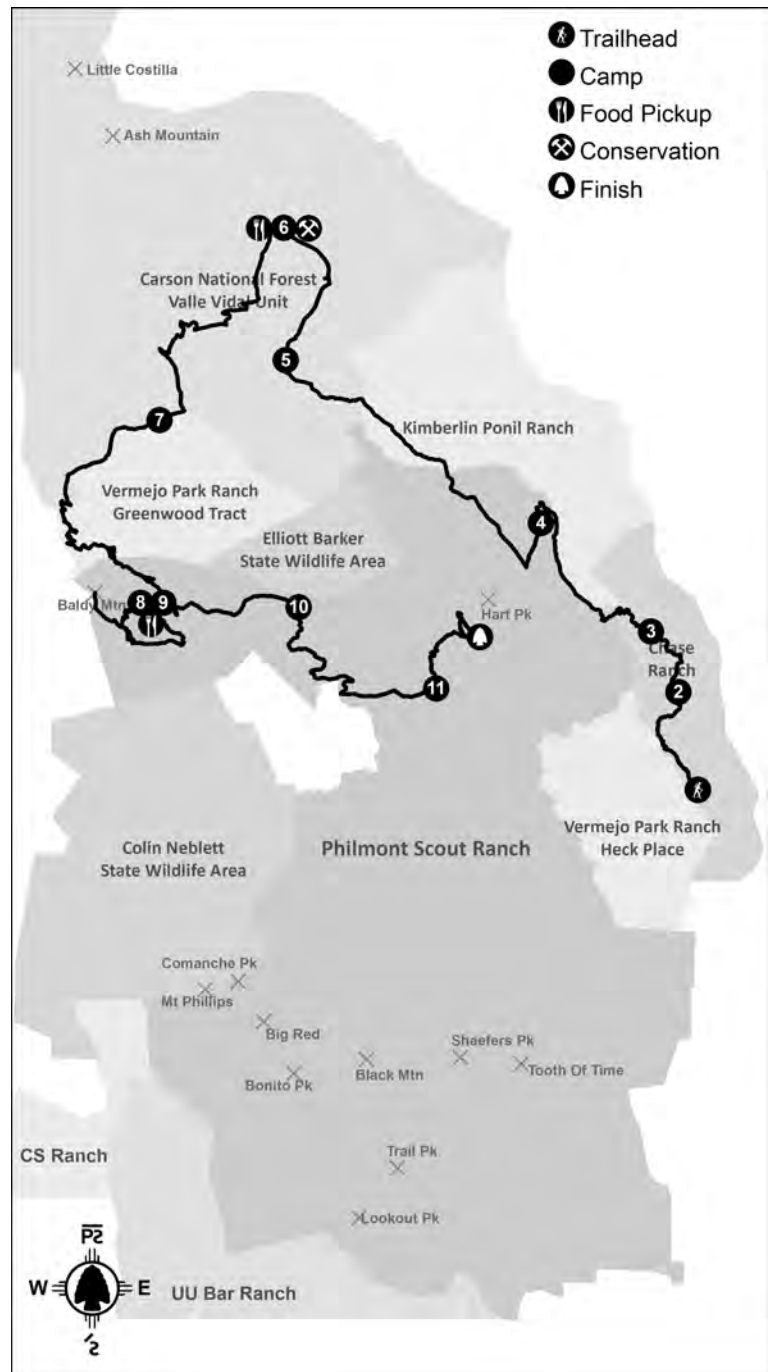 Trailhead
Camp
Food Pickup
Conservation
Finish
Little Costilla
Ash Mountain
6
Carson National Forest
Valle Vidal Unit
5
7
Kimberlin Ponil Ranch
Vermejo Park Ranch
Greenwood Tract
4
Elliott Barker
State Wildlife Area
Baldy Mtn
8 9
10
Hart Pk
3
Chase
Ranch
2
11
Vermejo Park Ranch
Heck Place
Colin Neblett
State Wildlife Area
Philmont Scout Ranch
Comanche Pk
Mt Phillips
Big Red
Bonito Pk
Black Mtn
Shaefers Pk
Tooth Of Time
Trail Pk
Lookout Pk
CS Ranch
UU Bar Ranch
W E